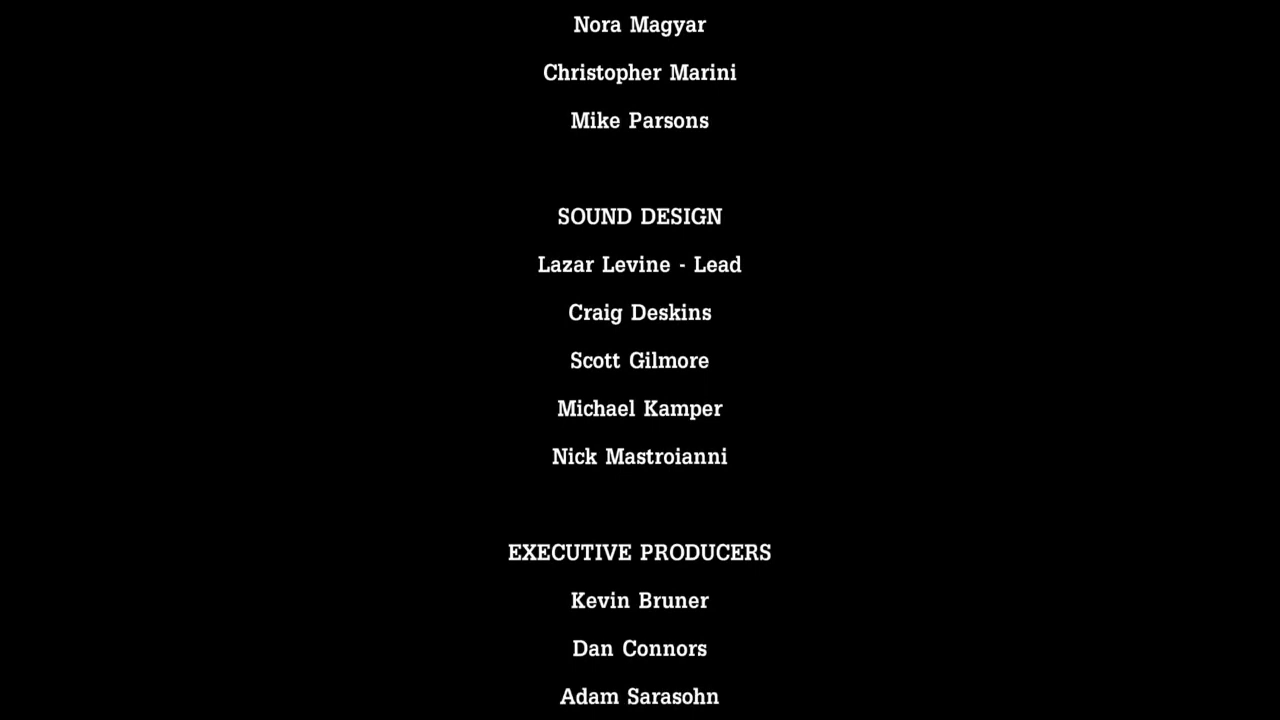 Nora Magyar
Christopher Marini
Mike Parsons
SOUND DESIGN
Lazar Levine - Lead
Craig Deskins
Scott Gilmore
Michael Kamper
Nick Mastroianni
EXECUTIVE PRODUCERS
Kevin Bruner
Dan Connors
Adam Sarasohn